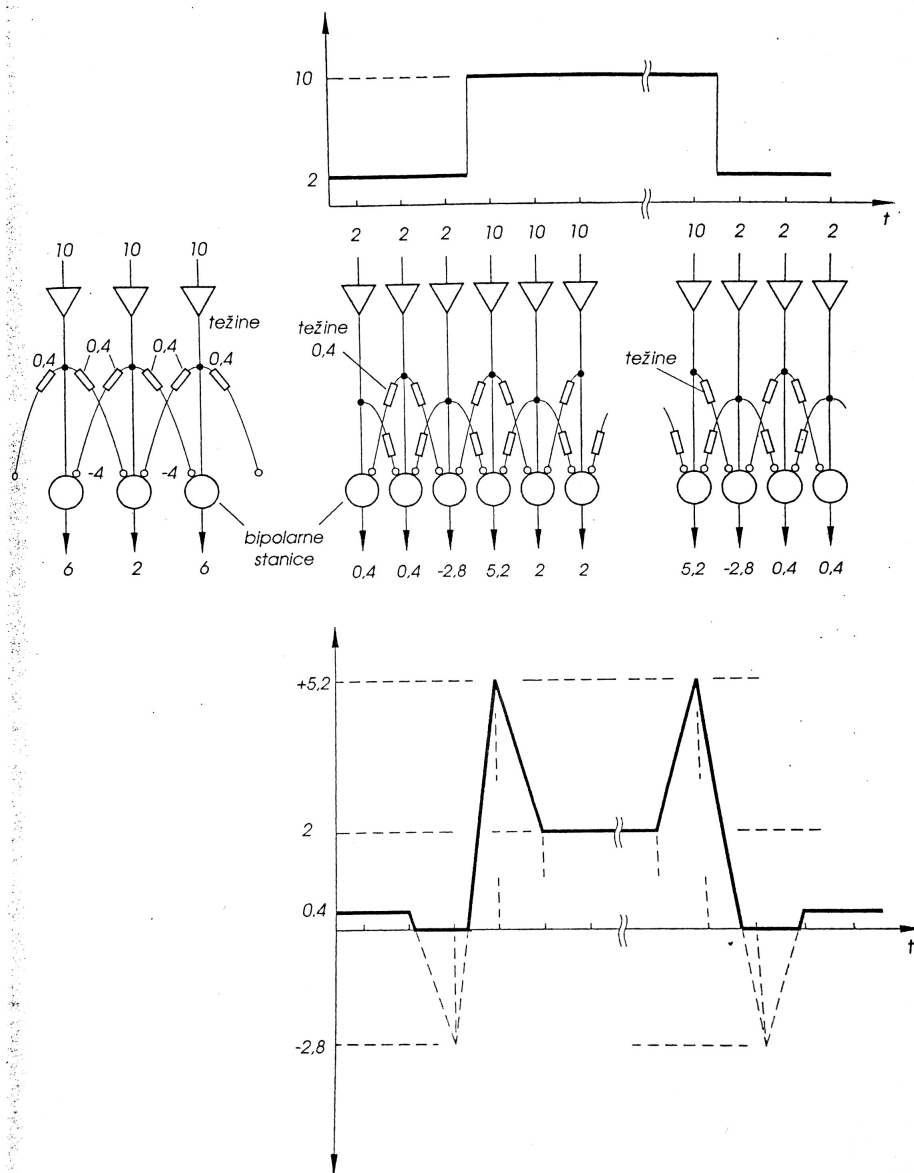 10
2
t
10 10 10
2 2 2 10 10 10
10 2 2 2
težine
0,4 0,4 0,4 0,4
težine
0,4
težine
-4 -4
bipolarne
stanice
6 2 6
0,4 0,4 -2,8 5,2 2 2
5,2 -2,8 0,4 0,4
+5,2
2
0,4
t
-2,8